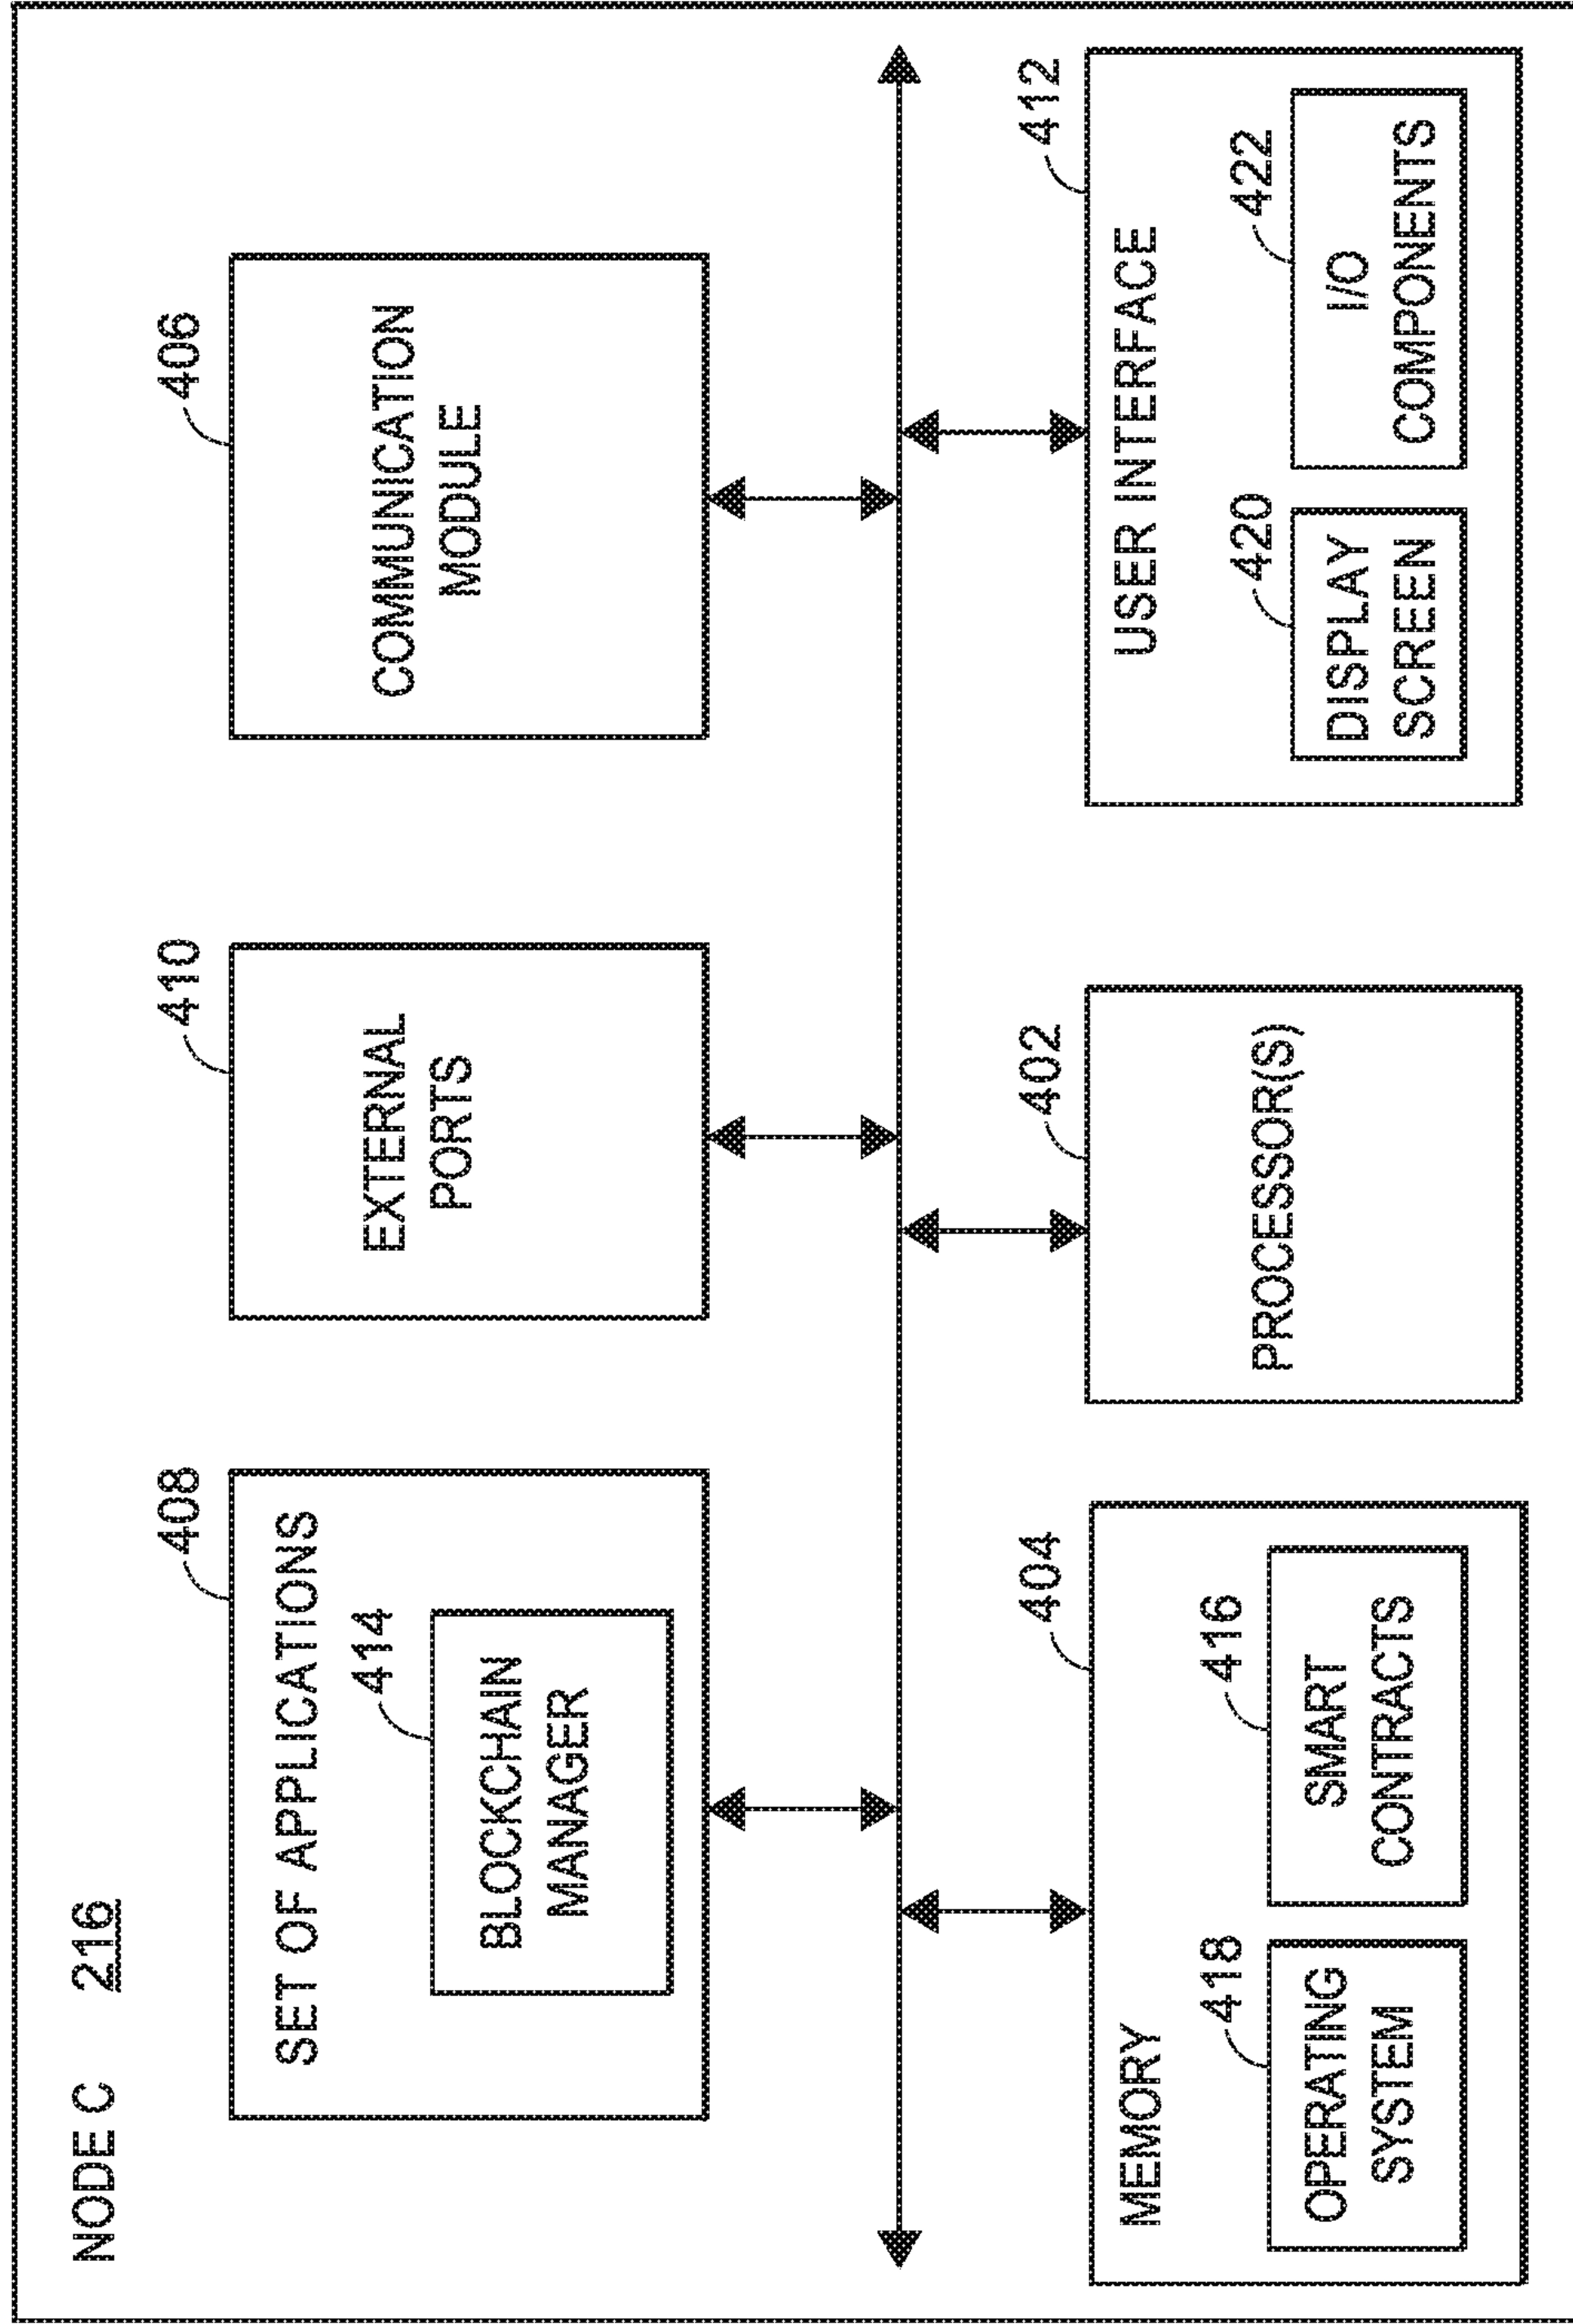 NODE C 216
408
SET OF APPLICATIONS
414
BLOCKCHAIN
MANAGER
410
EXTERNAL
PORTS
406
COMMUNICATION
MODULE
404
MEMORY
418
OPERATING
SYSTEM
416
SMART
CONTRACTS
402
PROCESSOR(S)
412
USER INTERFACE
420
DISPLAY
SCREEN
422
I/O
COMPONENTS